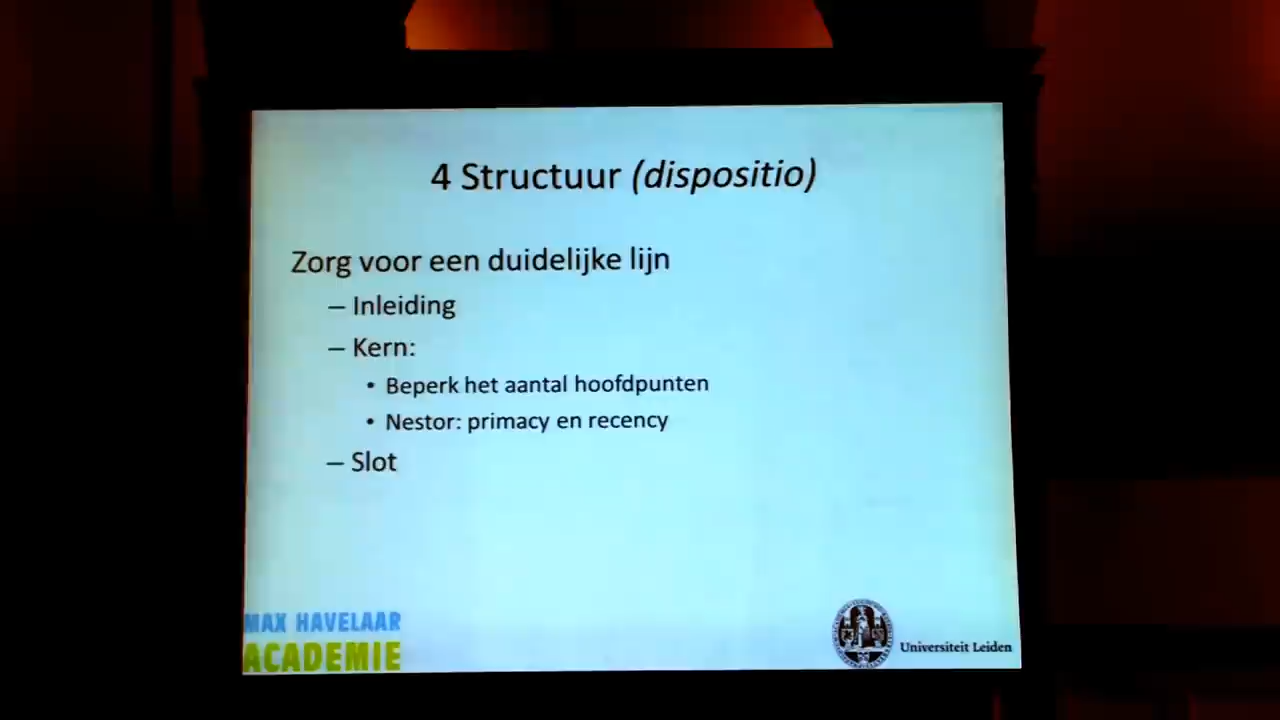 4 Structuur (dispositio)
Zorg voor een duidelijke lijn
– Inleiding
– Kern:
• Beperk het aantal hoofdpunten
• Nestor: primacy en recency
– Slot
MAX HAVELAAR
ACADEMIE
Universiteit Leiden